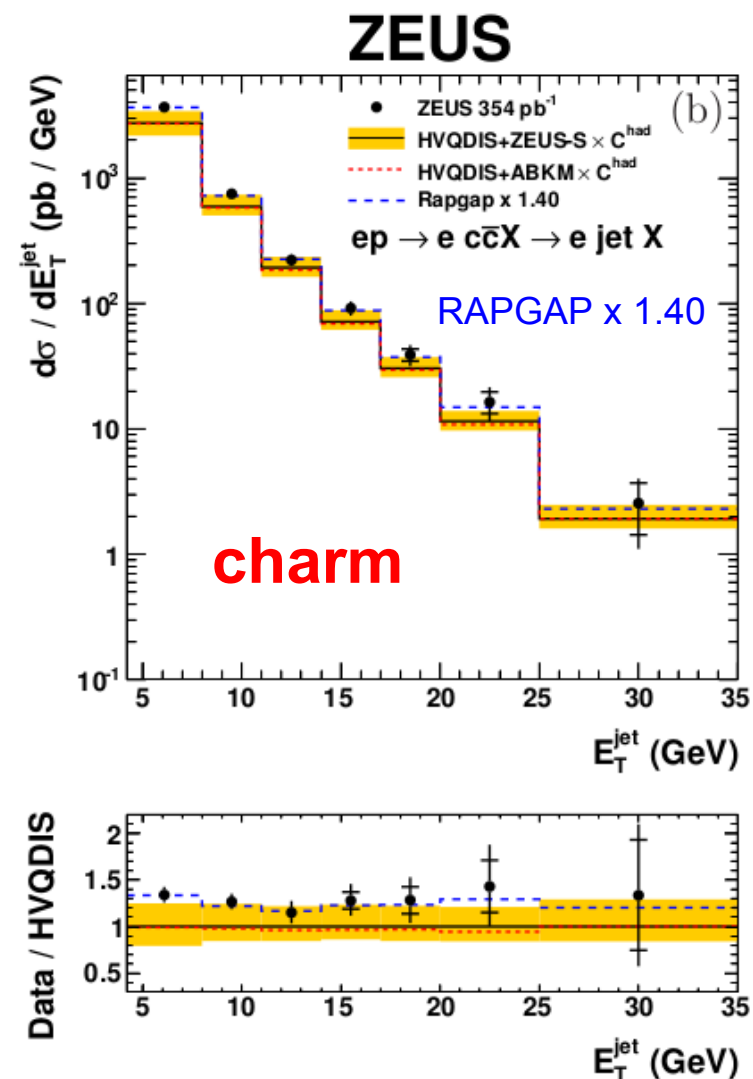 ZEUS
dσ / dE_T^jet (pb / GeV)
(b)
ZEUS 354 pb⁻¹
HVQDIS+ZEUS-S × C^had
HVQDIS+ABKM × C^had
Rapgap x 1.40
ep → e cc̄X → e jet X
RAPGAP x 1.40
charm
10³
10²
10
1
10⁻¹
5 10 15 20 25 30 35
E_T^jet (GeV)
Data / HVQDIS
2
1.5
1
0.5
5 10 15 20 25 30 35
E_T^jet (GeV)